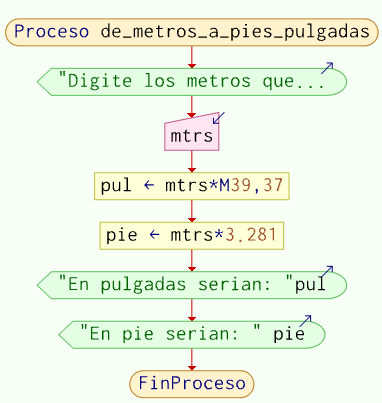 Proceso de_metros_a_pies_pulgadas
"Digite los metros que...
mtrs
pul ← mtrs*M39,37
pie ← mtrs*3.281
"En pulgadas serian: "pul
"En pie serian: " pie
FinProceso